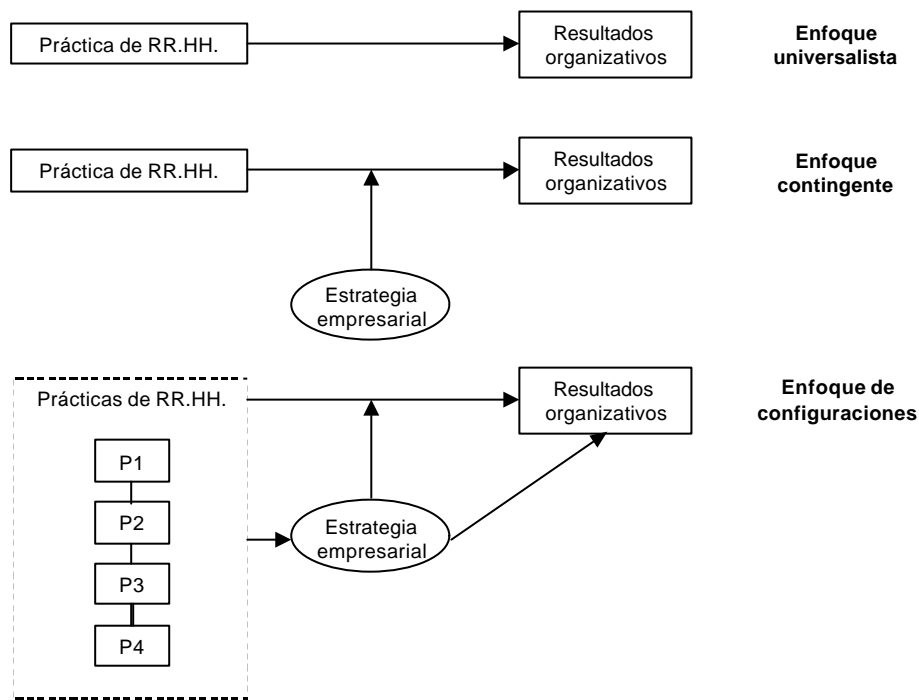 Práctica de RR.HH.
Resultados
organizativos
Enfoque
universalista
Práctica de RR.HH.
Resultados
organizativos
Enfoque
contingente
Estrategia
empresarial
Prácticas de RR.HH.
Resultados
organizativos
Enfoque de
configuraciones
P1
P2
Estrategia
empresarial
P3
P4